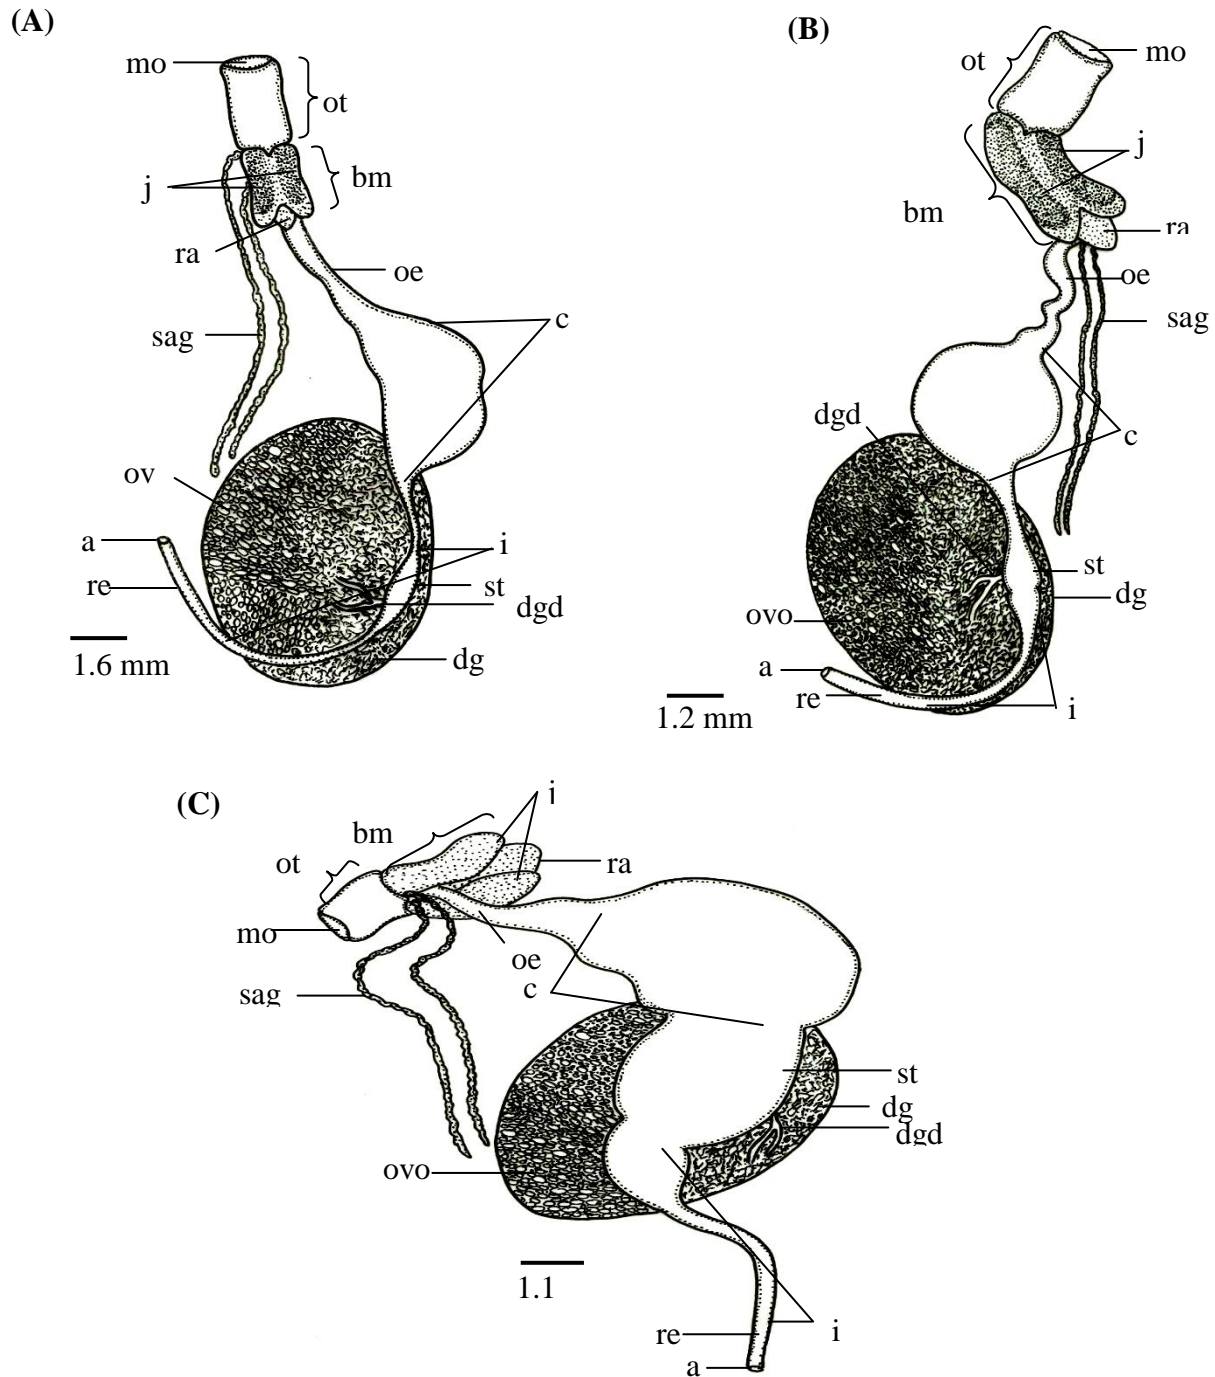 (A)
mo
ot
j
bm
ra
oe
sag
c
ov
a
i
re
st
dgd
1.6 mm
dg
(B)
ot
mo
j
bm
ra
oe
sag
dgd
c
st
dg
ovo
a
re
i
1.2 mm
(C)
j
bm
ot
ra
mo
oe
sag
c
st
dg
dgd
ovo
1.1
re
i
a